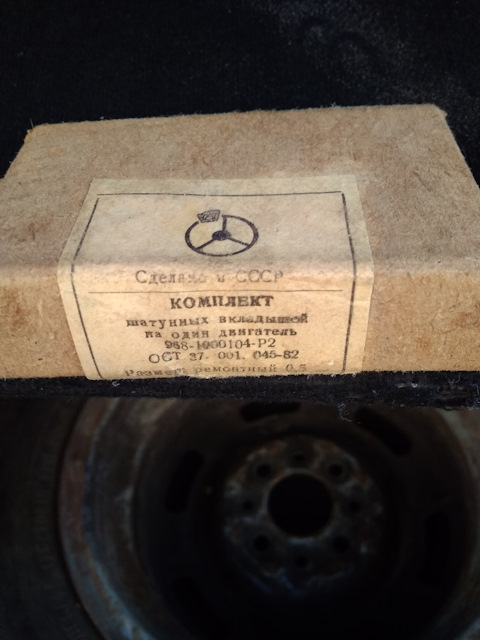 Сделано в СССР
КОМПЛЕКТ
шатунных вкладышей
на один двигатель
968-1000104-Р2
ОСТ 37. 001. 045-82
Размер ремонтный 0,5